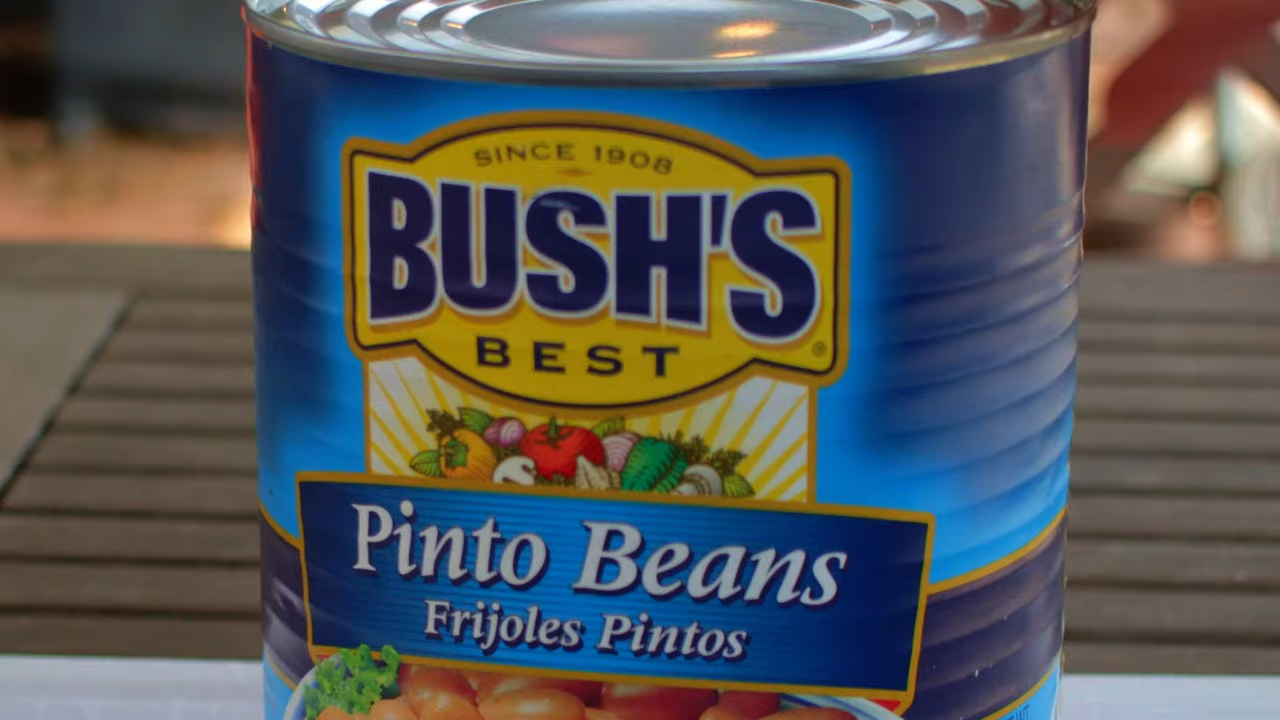 SINCE 1908
BUSH'S
BEST
®
Pinto Beans
Frijoles Pintos